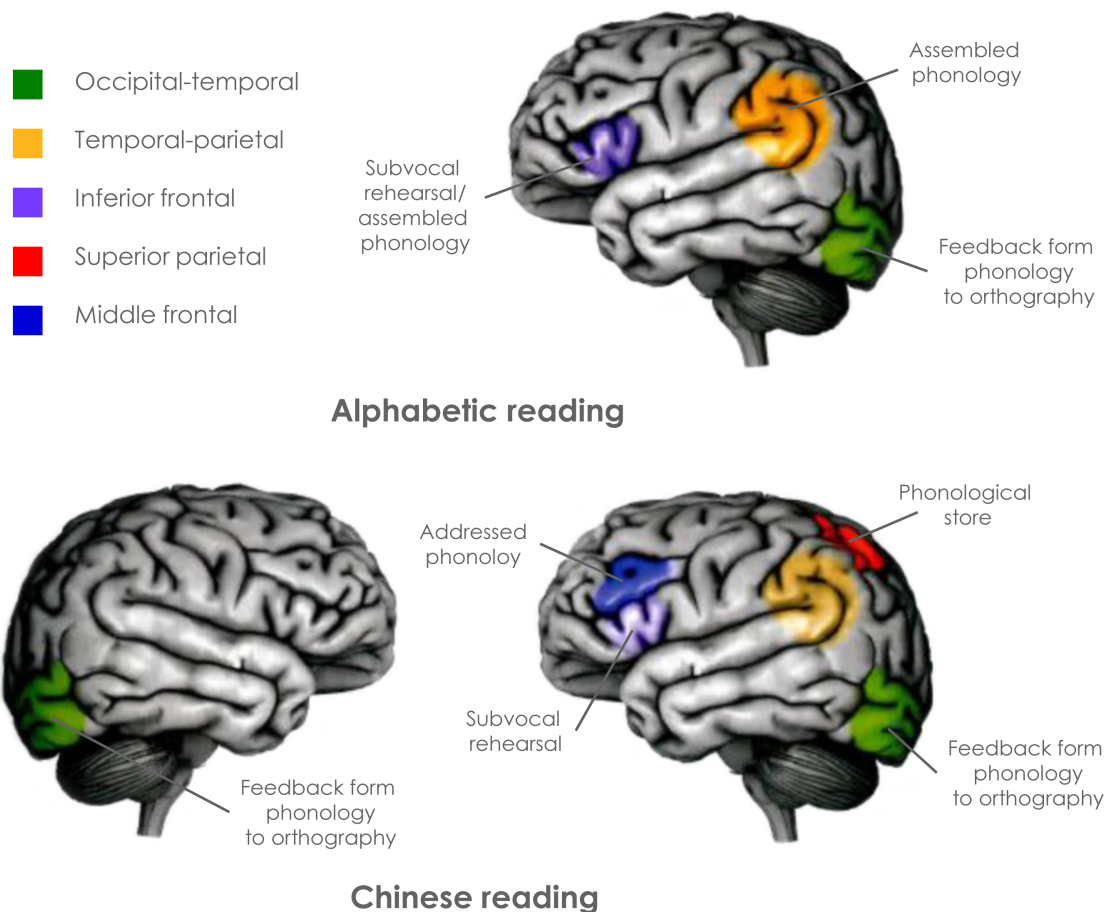 Occipital-temporal
Temporal-parietal
Inferior frontal
Superior parietal
Middle frontal
Assembled
phonology
Subvocal
rehearsal/
assembled
phonology
Feedback form
phonology
to orthography
Alphabetic reading
Phonological
store
Addressed
phonoloy
Subvocal
rehearsal
Feedback form
phonology
to orthography
Feedback form
phonology
to orthography
Chinese reading